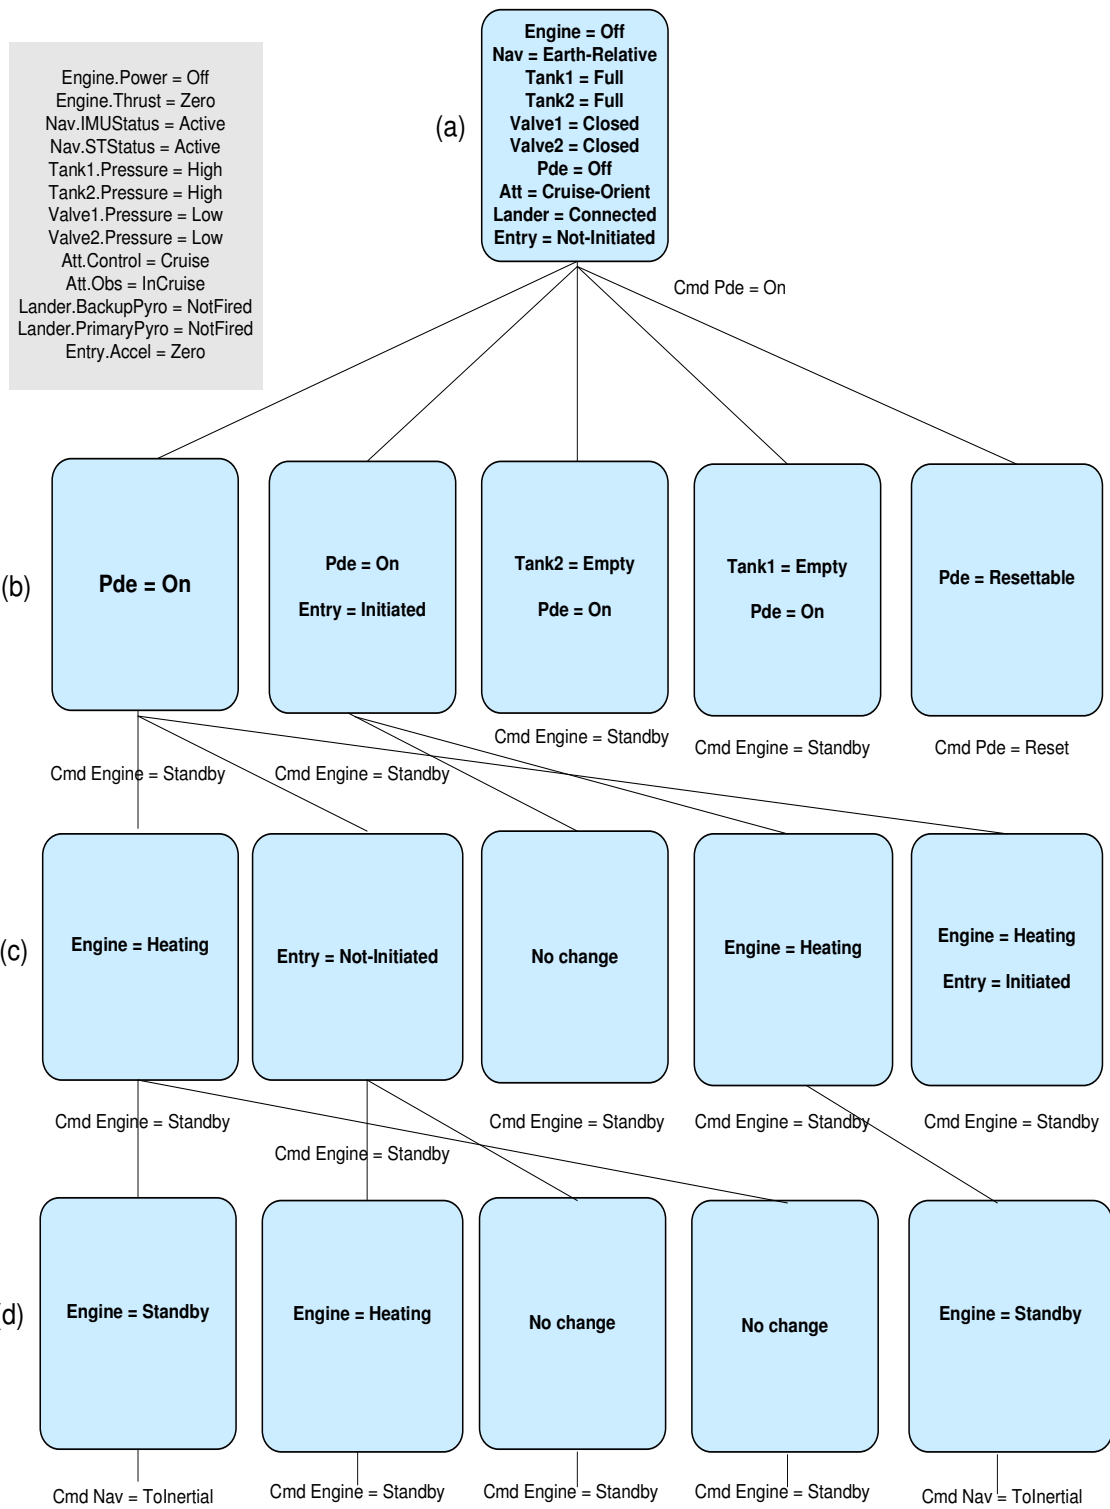 Engine = Off
Nav = Earth-Relative
Tank1 = Full
Tank2 = Full
Valve1 = Closed
Valve2 = Closed
Pde = Off
Att = Cruise-Orient
Lander = Connected
Entry = Not-Initiated
Engine.Power = Off
Engine.Thrust = Zero
Nav.IMUStatus = Active
Nav.STStatus = Active
Tank1.Pressure = High
Tank2.Pressure = High
Valve1.Pressure = Low
Valve2.Pressure = Low
Att.Control = Cruise
Att.Obs = InCruise
Lander.BackupPyro = NotFired
Lander.PrimaryPyro = NotFired
Entry.Accel = Zero
(a)
Cmd Pde = On
(b)
Pde = On
Pde = On
Entry = Initiated
Tank2 = Empty
Pde = On
Tank1 = Empty
Pde = On
Pde = Resettable
Cmd Engine = Standby
Cmd Engine = Standby
Cmd Engine = Standby
Cmd Engine = Standby
Cmd Pde = Reset
(c)
Engine = Heating
Entry = Not-Initiated
No change
Engine = Heating
Engine = Heating
Entry = Initiated
Cmd Engine = Standby
Cmd Engine = Standby
Cmd Engine = Standby
Cmd Engine = Standby
Cmd Engine = Standby
(d)
Engine = Standby
Engine = Heating
No change
No change
Engine = Standby
Cmd Nav = ToInertial
Cmd Engine = Standby
Cmd Engine = Standby
Cmd Engine = Standby
Cmd Nav = ToInertial